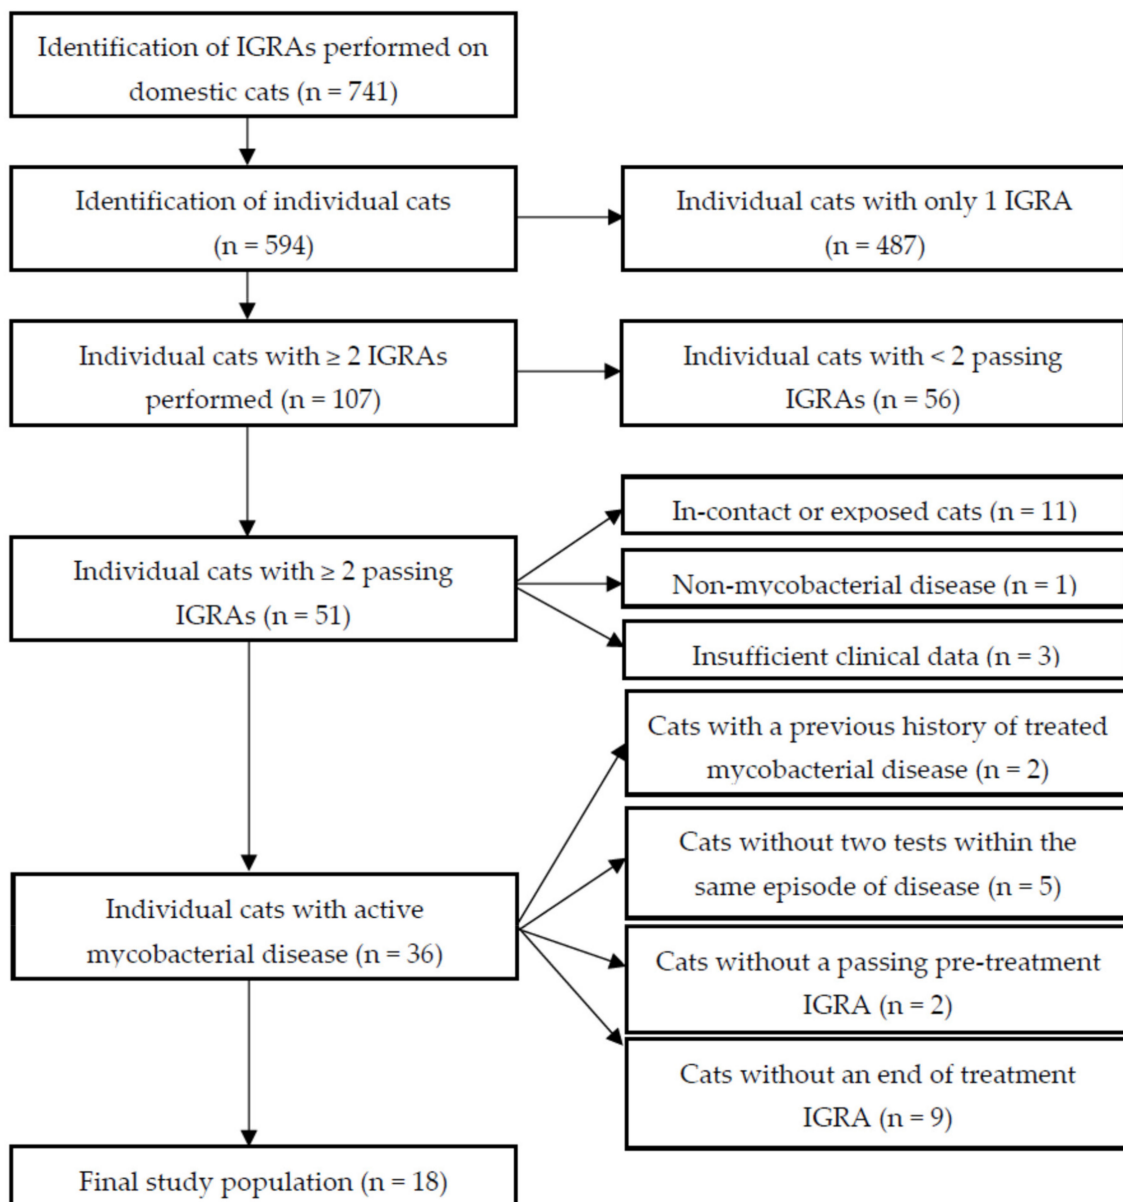 Identification of IGRAs performed on
domestic cats (n = 741)
Identification of individual cats
(n = 594)
Individual cats with only 1 IGRA
(n = 487)
Individual cats with ≥ 2 IGRAs
performed (n = 107)
Individual cats with < 2 passing
IGRAs (n = 56)
Individual cats with ≥ 2 passing
IGRAs (n = 51)
In-contact or exposed cats (n = 11)
Non-mycobacterial disease (n = 1)
Insufficient clinical data (n = 3)
Individual cats with active
mycobacterial disease (n = 36)
Cats with a previous history of treated
mycobacterial disease (n = 2)
Cats without two tests within the
same episode of disease (n = 5)
Cats without a passing pre-treatment
IGRA (n = 2)
Cats without an end of treatment
IGRA (n = 9)
Final study population (n = 18)